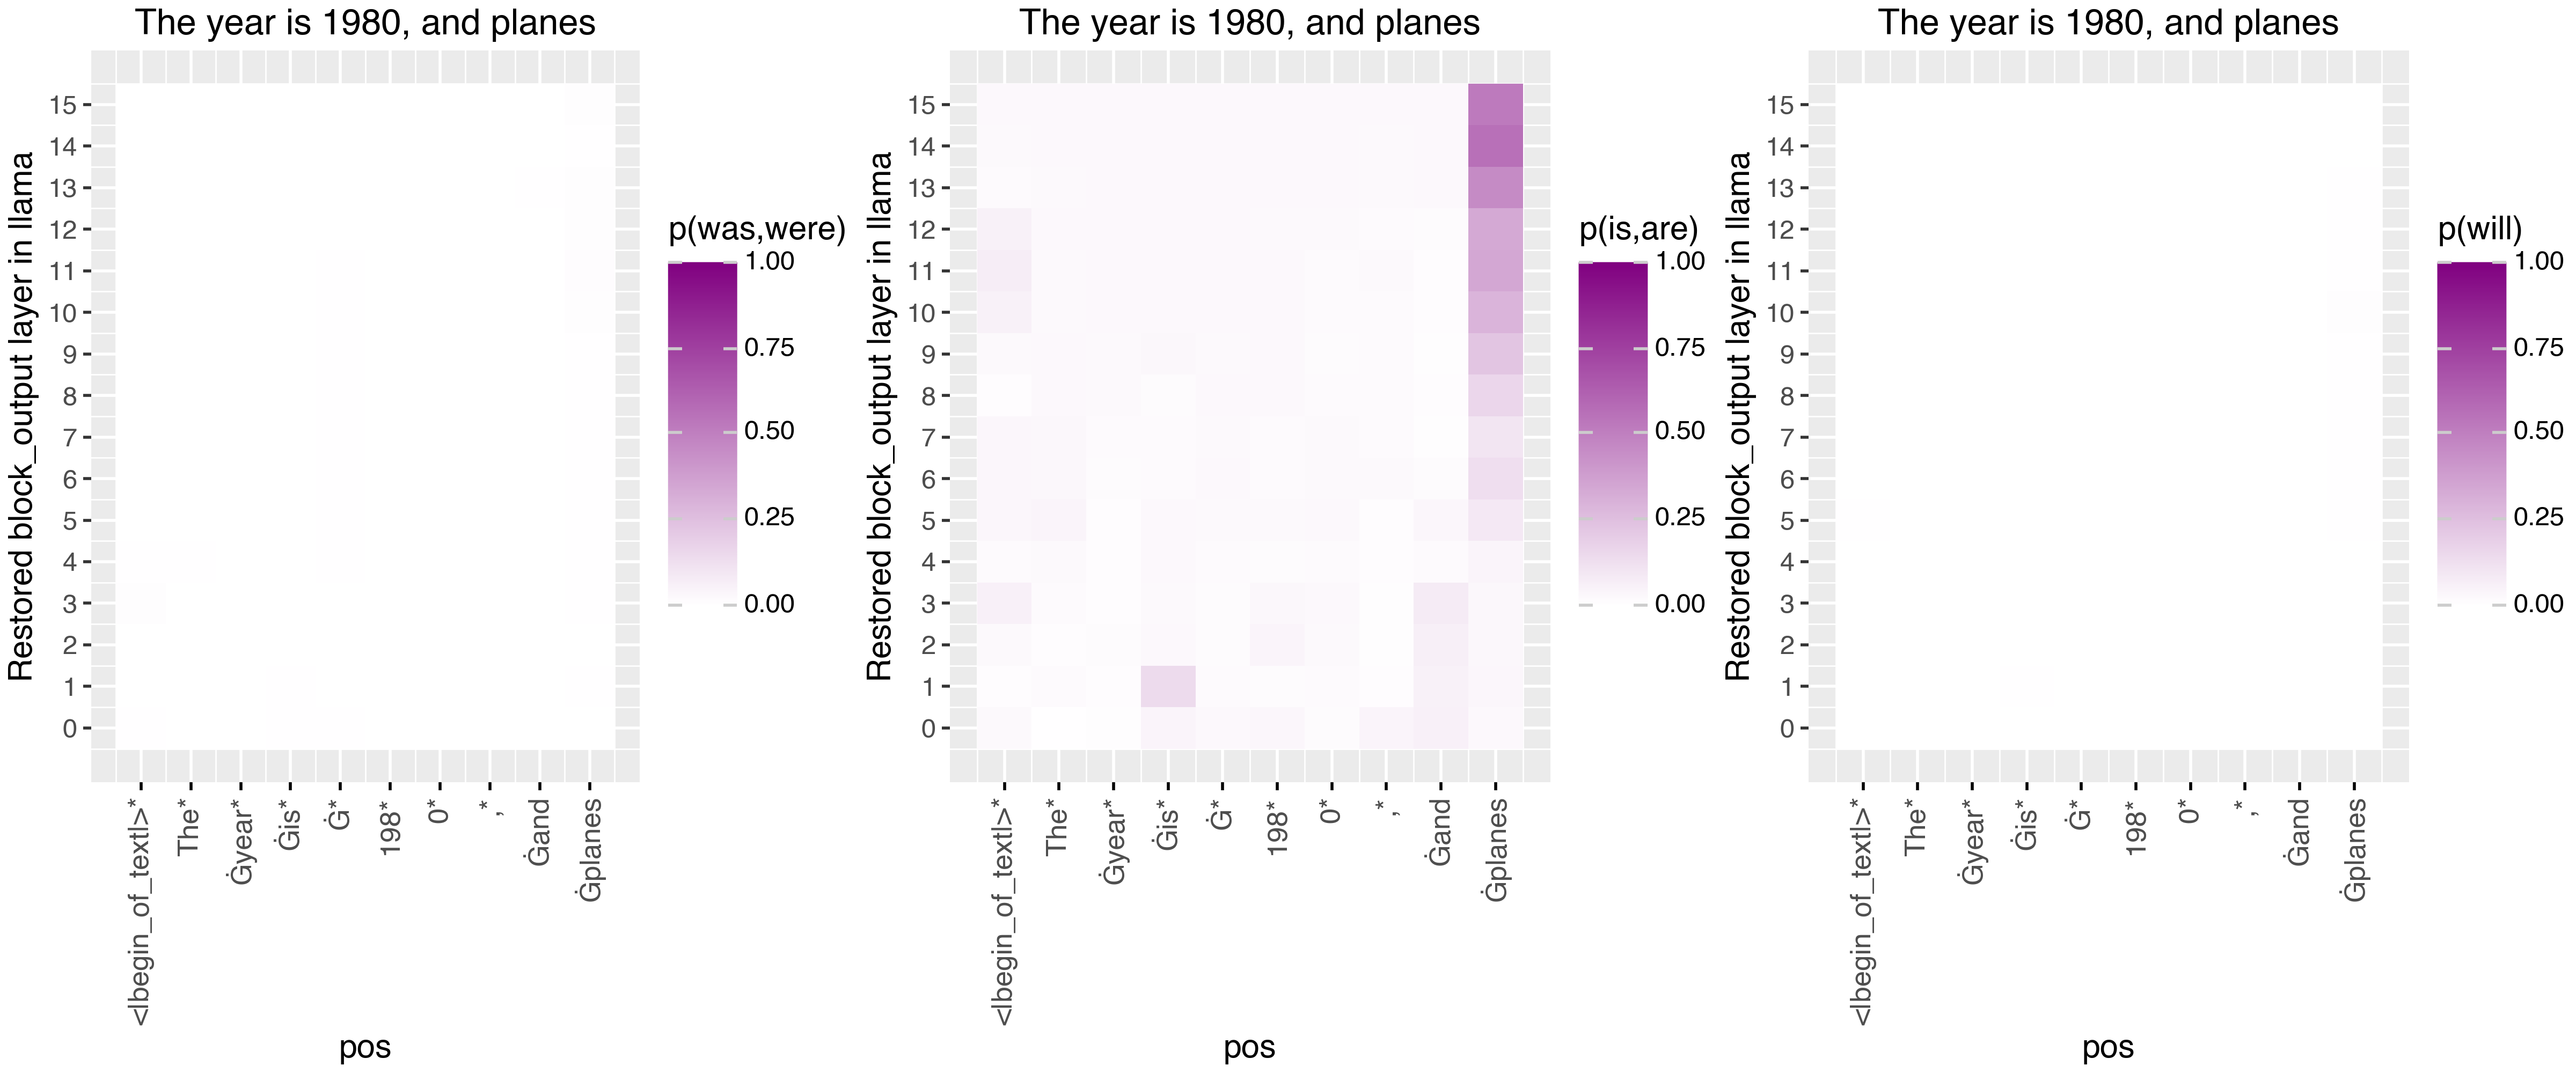 The year is 1980, and planes
Restored block_output layer in llama
15
14
13
12
11
10
9
8
7
6
5
4
3
2
1
0
<|begin_of_text|>*
The*
Ġyear*
Ġis*
Ġ*
198*
0*
,*
Ġand
Ġplanes
pos
p(was,were)
1.00
0.75
0.50
0.25
0.00
The year is 1980, and planes
Restored block_output layer in llama
15
14
13
12
11
10
9
8
7
6
5
4
3
2
1
0
<|begin_of_text|>*
The*
Ġyear*
Ġis*
Ġ*
198*
0*
,*
Ġand
Ġplanes
pos
p(is,are)
1.00
0.75
0.50
0.25
0.00
The year is 1980, and planes
Restored block_output layer in llama
15
14
13
12
11
10
9
8
7
6
5
4
3
2
1
0
<|begin_of_text|>*
The*
Ġyear*
Ġis*
Ġ*
198*
0*
,*
Ġand
Ġplanes
pos
p(will)
1.00
0.75
0.50
0.25
0.00